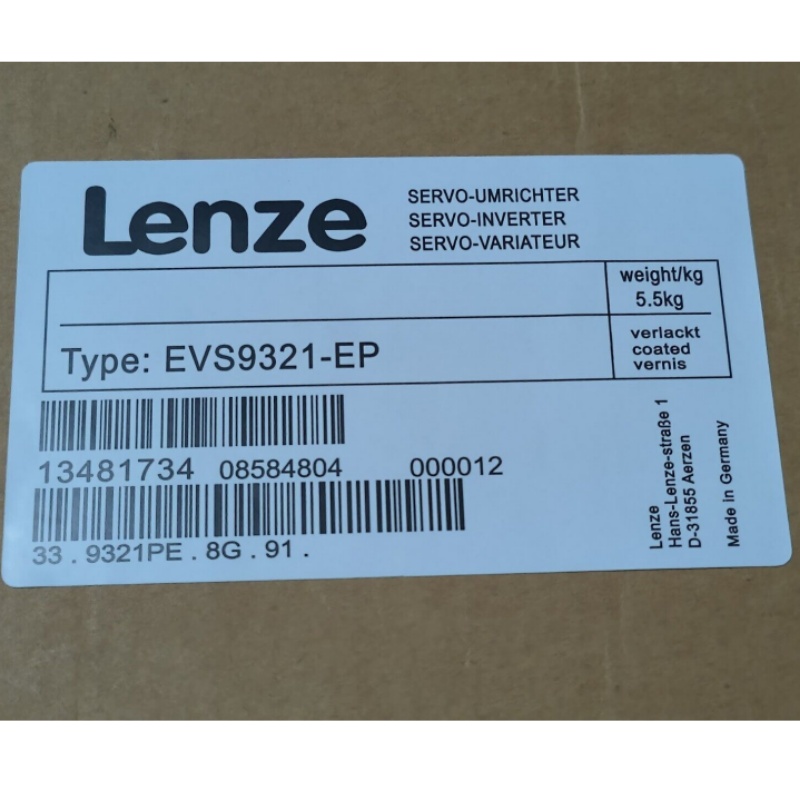 Lenze
SERVO-UMRICHTER
SERVO-INVERTER
SERVO-VARIATEUR
weight/kg
5.5kg
Type: EVS9321-EP
verlackt
coated
vernis
13481734 08584804 000012
33 . 9321PE . 8G . 91 .
Lenze
Hans-Lenze-straße 1
D-31855 Aerzen
Made in Germany